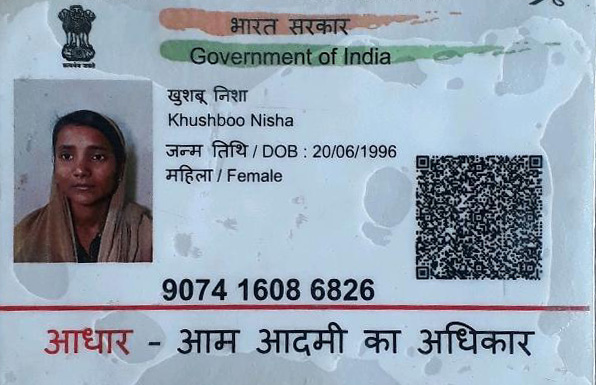 भारत सरकार
Government of India
खुशबू निशा
Khushboo Nisha
जन्म तिथि / DOB : 20/06/1996
महिला / Female
9074 1608 6826
आधार - आम आदमी का अधिकार